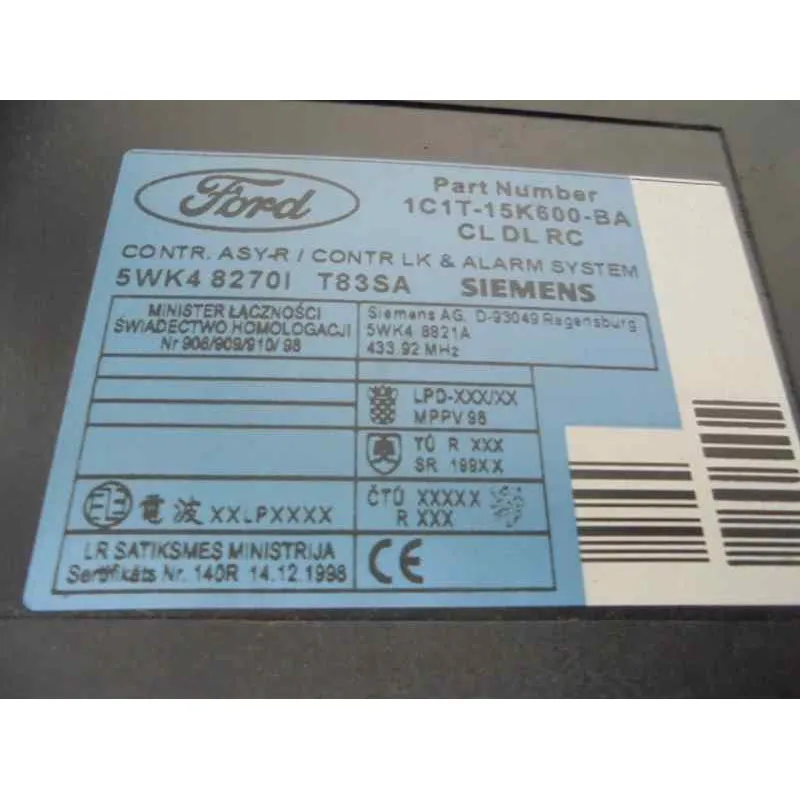 Ford
Part Number
1C1T-15K600-BA
CL DL RC
CONTR. ASY-R / CONTR LK & ALARM SYSTEM
5WK4 8270I T83SA SIEMENS
MINISTER ŁĄCZNOŚCI
ŚWIADECTWO HOMOLOGACJI
Nr 906/909/910/98
Siemens AG, D-93049 Regensburg
5WK4 8821A
433.92 MHz
LPD-XXX/XX
MPPV98
TÚ R XXX
SR 199XX
電波 XXLPXXXX
ČTÚ XXXXX
R XXX
LR SATIKSMES MINISTRIJA
Sertifikāts Nr. 140R 14.12.1998
CE